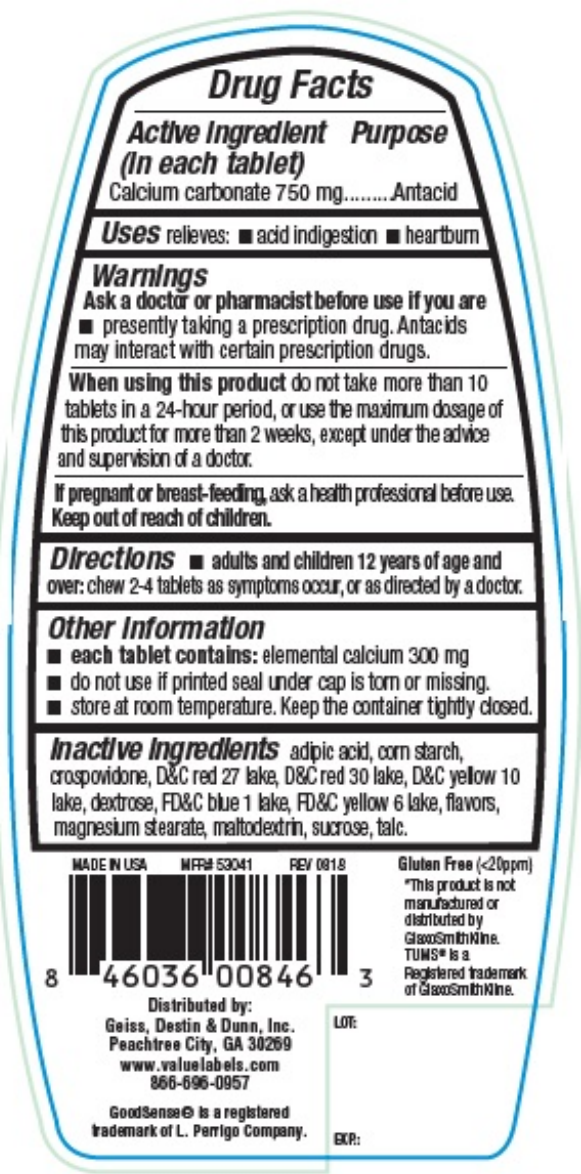 Drug Facts
Active Ingredient Purpose
(In each tablet)
Calcium carbonate 750 mg.........Antacid
Uses relieves: ■ acid indigestion ■ heartburn
Warnings
Ask a doctor or pharmacist before use if you are
■ presently taking a prescription drug. Antacids
may interact with certain prescription drugs.
When using this product do not take more than 10
tablets in a 24-hour period, or use the maximum dosage of
this product for more than 2 weeks, except under the advice
and supervision of a doctor.
If pregnant or breast-feeding, ask a health professional before use.
Keep out of reach of children.
Directions ■ adults and children 12 years of age and
over: chew 2-4 tablets as symptoms occur, or as directed by a doctor.
Other Information
■ each tablet contains: elemental calcium 300 mg
■ do not use if printed seal under cap is torn or missing.
■ store at room temperature. Keep the container tightly closed.
Inactive Ingredients adipic acid, corn starch,
crospovidone, D&C red 27 lake, D&C red 30 lake, D&C yellow 10
lake, dextrose, FD&C blue 1 lake, FD&C yellow 6 lake, flavors,
magnesium stearate, maltodextrin, sucrose, talc.
MADE IN USA MFR# 53041 REV 0818
8 46036 00846 3
Gluten Free (<20ppm)
*This product is not
manufactured or
distributed by
GlaxoSmithKline.
TUMS® is a
Registered trademark
of GlaxoSmithKline.
Distributed by:
Geiss, Destin & Dunn, Inc.
Peachtree City, GA 30269
www.valuelabels.com
866-696-0957
GoodSense® is a registered
trademark of L. Perrigo Company.
LOT:
EXP.: